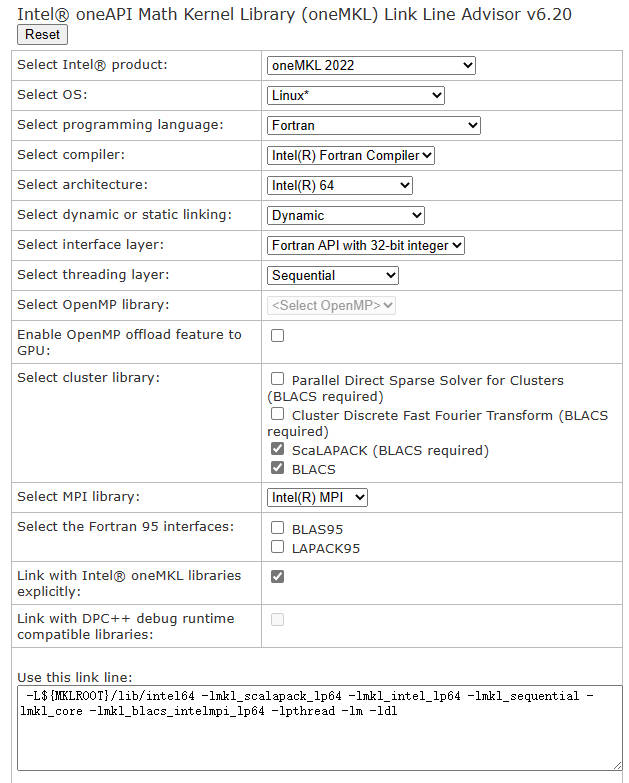 Intel® oneAPI Math Kernel Library (oneMKL) Link Line Advisor v6.20
Reset
Select Intel® product:
oneMKL 2022
Select OS:
Linux*
Select programming language:
Fortran
Select compiler:
Intel(R) Fortran Compiler
Select architecture:
Intel(R) 64
Select dynamic or static linking:
Dynamic
Select interface layer:
Fortran API with 32-bit integer
Select threading layer:
Sequential
Select OpenMP library:
<Select OpenMP>
Enable OpenMP offload feature to
GPU:
Select cluster library:
Parallel Direct Sparse Solver for Clusters
(BLACS required)
Cluster Discrete Fast Fourier Transform (BLACS
required)
ScaLAPACK (BLACS required)
BLACS
Select MPI library:
Intel(R) MPI
Select the Fortran 95 interfaces:
BLAS95
LAPACK95
Link with Intel® oneMKL libraries
explicitly:
Link with DPC++ debug runtime
compatible libraries:
Use this link line:
-L${MKLROOT}/lib/intel64 -lmkl_scalapack_lp64 -lmkl_intel_lp64 -lmkl_sequential -
lmkl_core -lmkl_blacs_intelmpi_lp64 -lpthread -lm -ldl